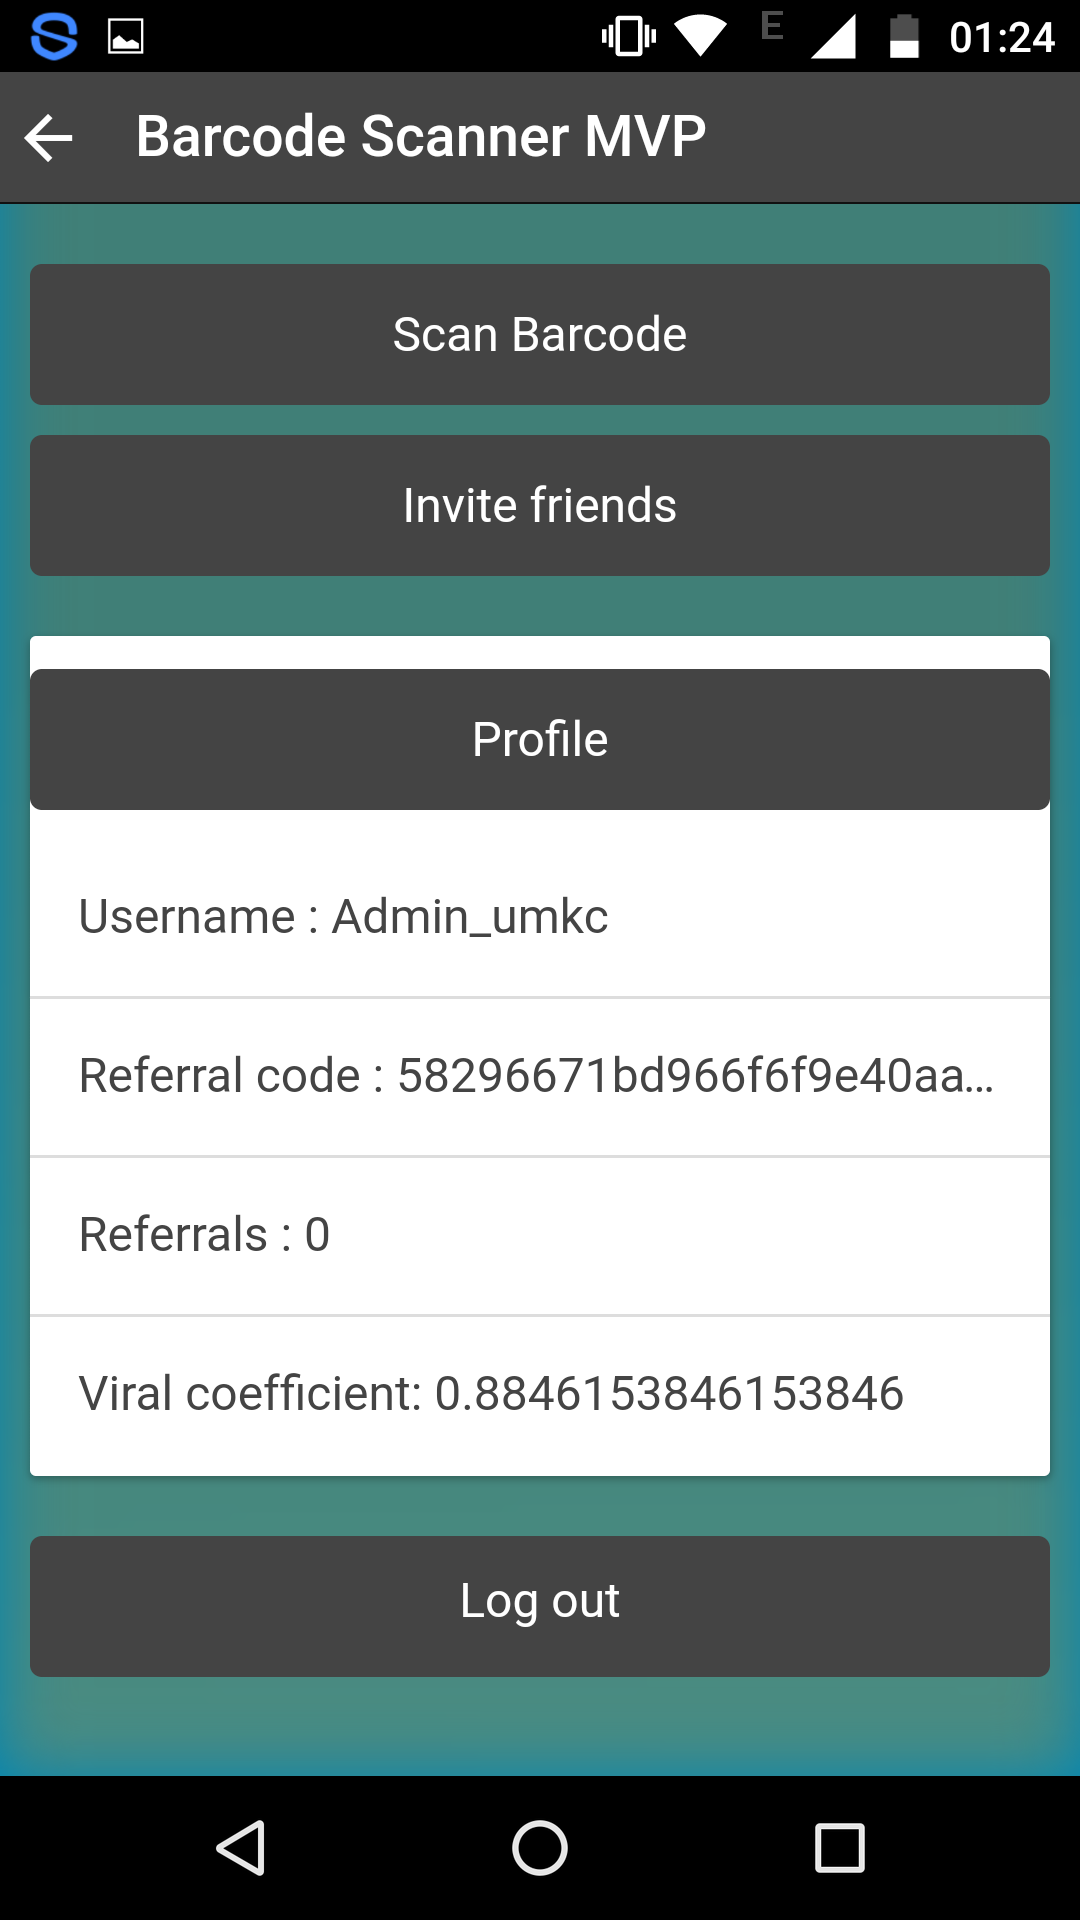 E 01:24
Barcode Scanner MVP
Scan Barcode
Invite friends
Profile
Username : Admin_umkc
Referral code : 58296671bd966f6f9e40aa...
Referrals : 0
Viral coefficient: 0.8846153846153846
Log out